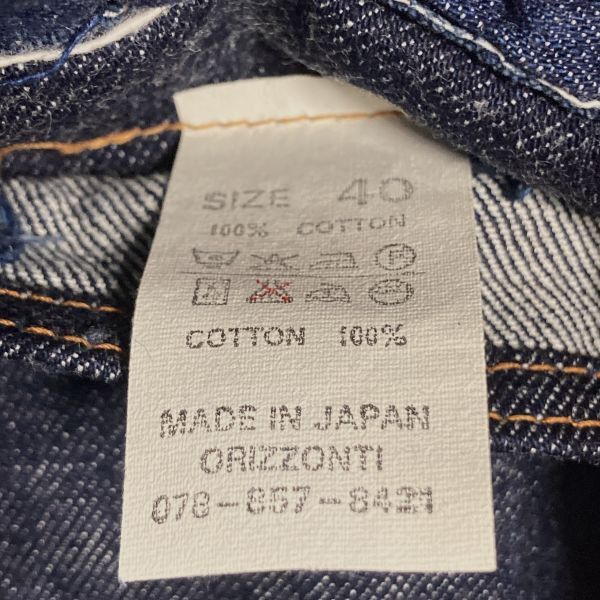 SIZE 40
100% COTTON
COTTON 100%
MADE IN JAPAN
ORIZZONTI
078-857-8421